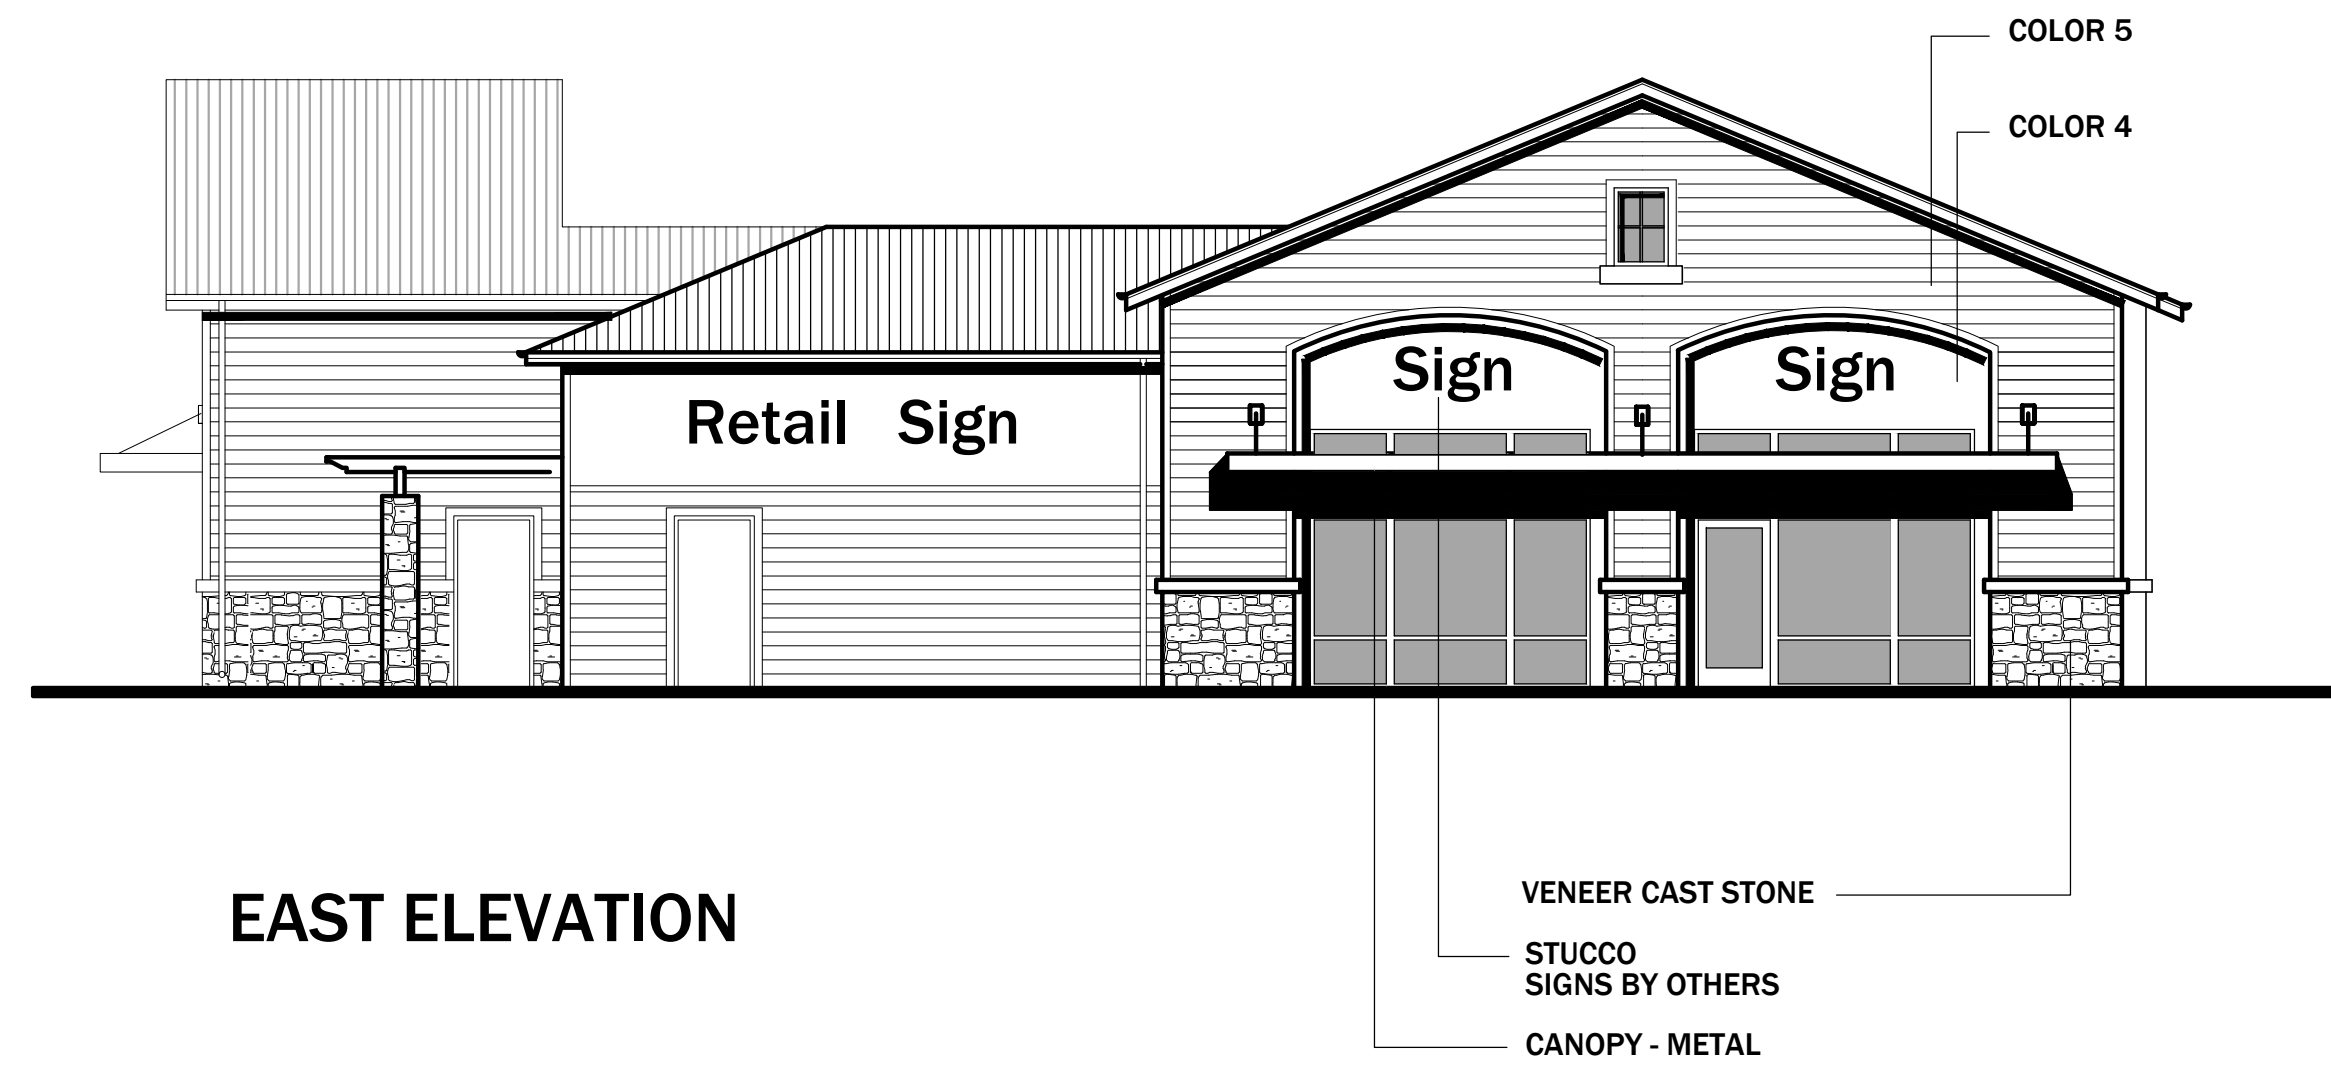 COLOR 5
COLOR 4
Sign
Sign
Retail Sign
EAST ELEVATION
VENEER CAST STONE
STUCCO
SIGNS BY OTHERS
CANOPY - METAL